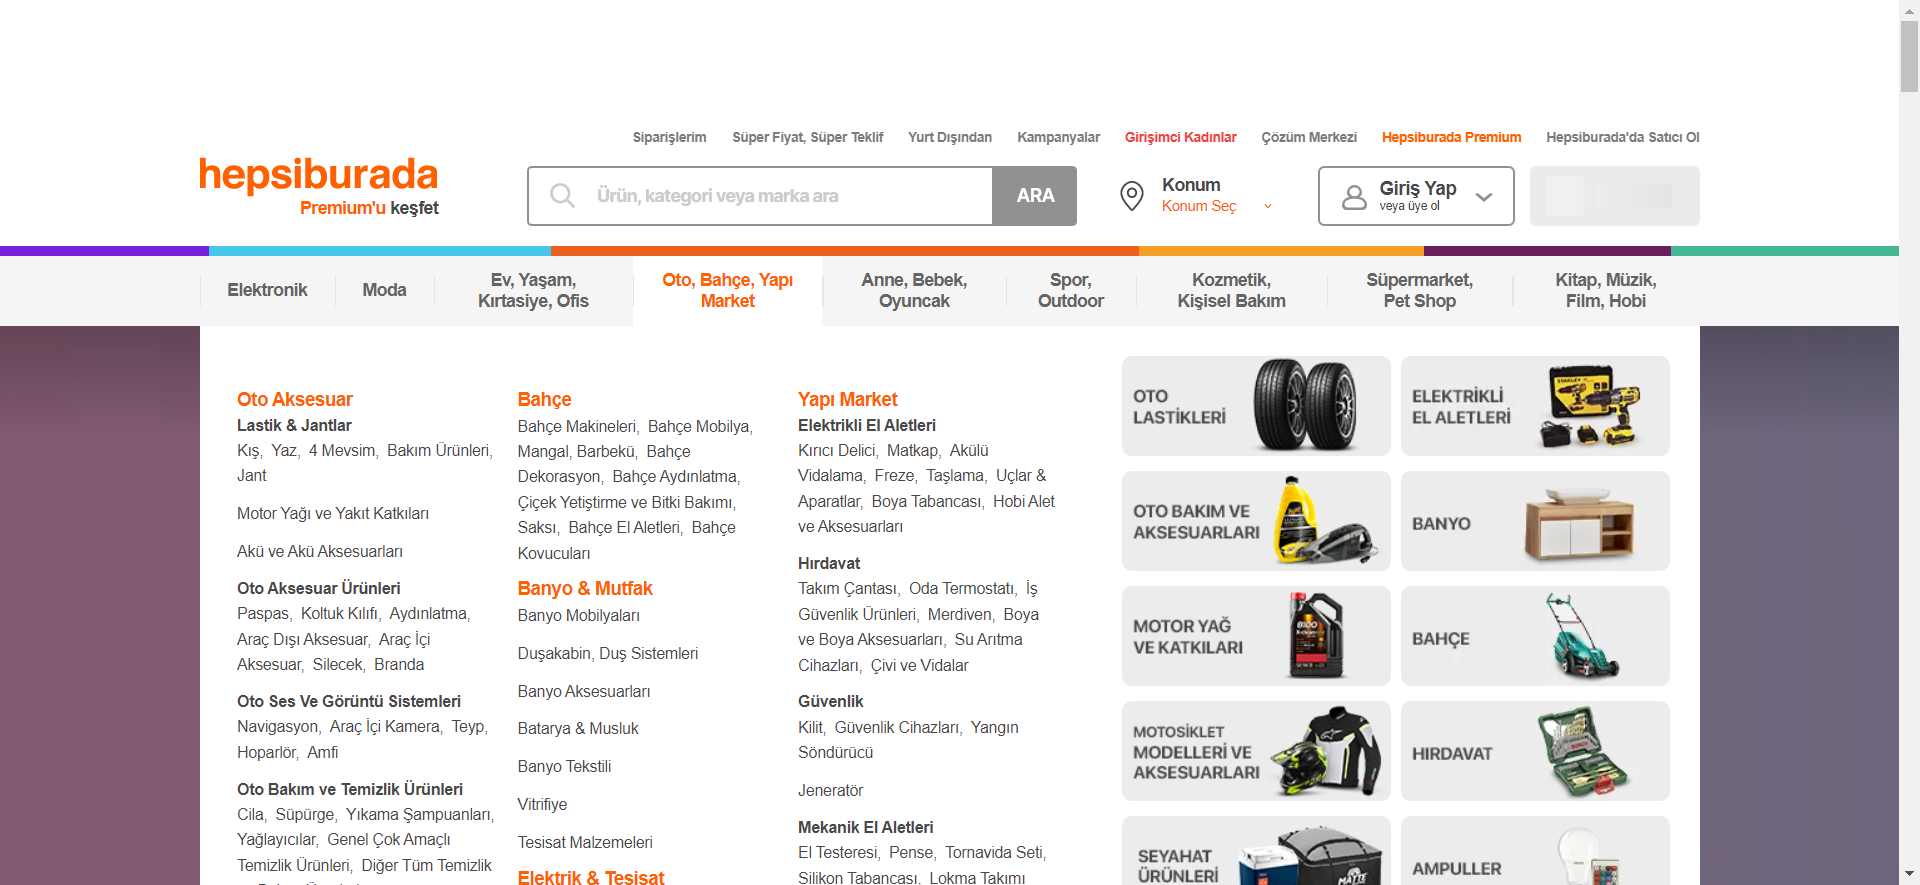 Siparişlerim Süper Fiyat, Süper Teklif Yurt Dışından Kampanyalar Girişimci Kadınlar Çözüm Merkezi Hepsiburada Premium Hepsiburada'da Satıcı Ol
hepsiburada
Premium'u keşfet
Ürün, kategori veya marka ara
ARA
Konum
Konum Seç
Giriş Yap
veya üye ol
Elektronik
Moda
Ev, Yaşam,
Kırtasiye, Ofis
Oto, Bahçe, Yapı
Market
Anne, Bebek,
Oyuncak
Spor,
Outdoor
Kozmetik,
Kişisel Bakım
Süpermarket,
Pet Shop
Kitap, Müzik,
Film, Hobi
Oto Aksesuar
Lastik & Jantlar
Kış, Yaz, 4 Mevsim, Bakım Ürünleri,
Jant
Motor Yağı ve Yakıt Katkıları
Akü ve Akü Aksesuarları
Oto Aksesuar Ürünleri
Paspas, Koltuk Kılıfı, Aydınlatma,
Araç Dışı Aksesuar, Araç İçi
Aksesuar, Silecek, Branda
Oto Ses Ve Görüntü Sistemleri
Navigasyon, Araç İçi Kamera, Teyp,
Hoparlör, Amfi
Oto Bakım ve Temizlik Ürünleri
Cila, Süpürge, Yıkama Şampuanları,
Yağlayıcılar, Genel Çok Amaçlı
Temizlik Ürünleri, Diğer Tüm Temizlik
Bahçe
Bahçe Makineleri, Bahçe Mobilya,
Mangal, Barbekü, Bahçe
Dekorasyon, Bahçe Aydınlatma,
Çiçek Yetiştirme ve Bitki Bakımı,
Saksı, Bahçe El Aletleri, Bahçe
Kovucuları
Banyo & Mutfak
Banyo Mobilyaları
Duşakabin, Duş Sistemleri
Banyo Aksesuarları
Batarya & Musluk
Banyo Tekstili
Vitrifiye
Tesisat Malzemeleri
Elektrik & Tesisat
Yapı Market
Elektrikli El Aletleri
Kırıcı Delici, Matkap, Akülü
Vidalama, Freze, Taşlama, Uçlar &
Aparatlar, Boya Tabancası, Hobi Alet
ve Aksesuarları
Hırdavat
Takım Çantası, Oda Termostatı, İş
Güvenlik Ürünleri, Merdiven, Boya
ve Boya Aksesuarları, Su Arıtma
Cihazları, Çivi ve Vidalar
Güvenlik
Kilit, Güvenlik Cihazları, Yangın
Söndürücü
Jeneratör
Mekanik El Aletleri
El Testeresi, Pense, Tornavida Seti,
Silikon Tabancası, Lokma Takımı
OTO
LASTİKLERİ
ELEKTRİKLİ
EL ALETLERİ
OTO BAKIM VE
AKSESUARLARI
BANYO
MOTOR YAĞ
VE KATKILARI
BAHÇE
MOTOSİKLET
MODELLERİ VE
AKSESUARLARI
HIRDAVAT
SEYAHAT
ÜRÜNLERİ
AMPULLER